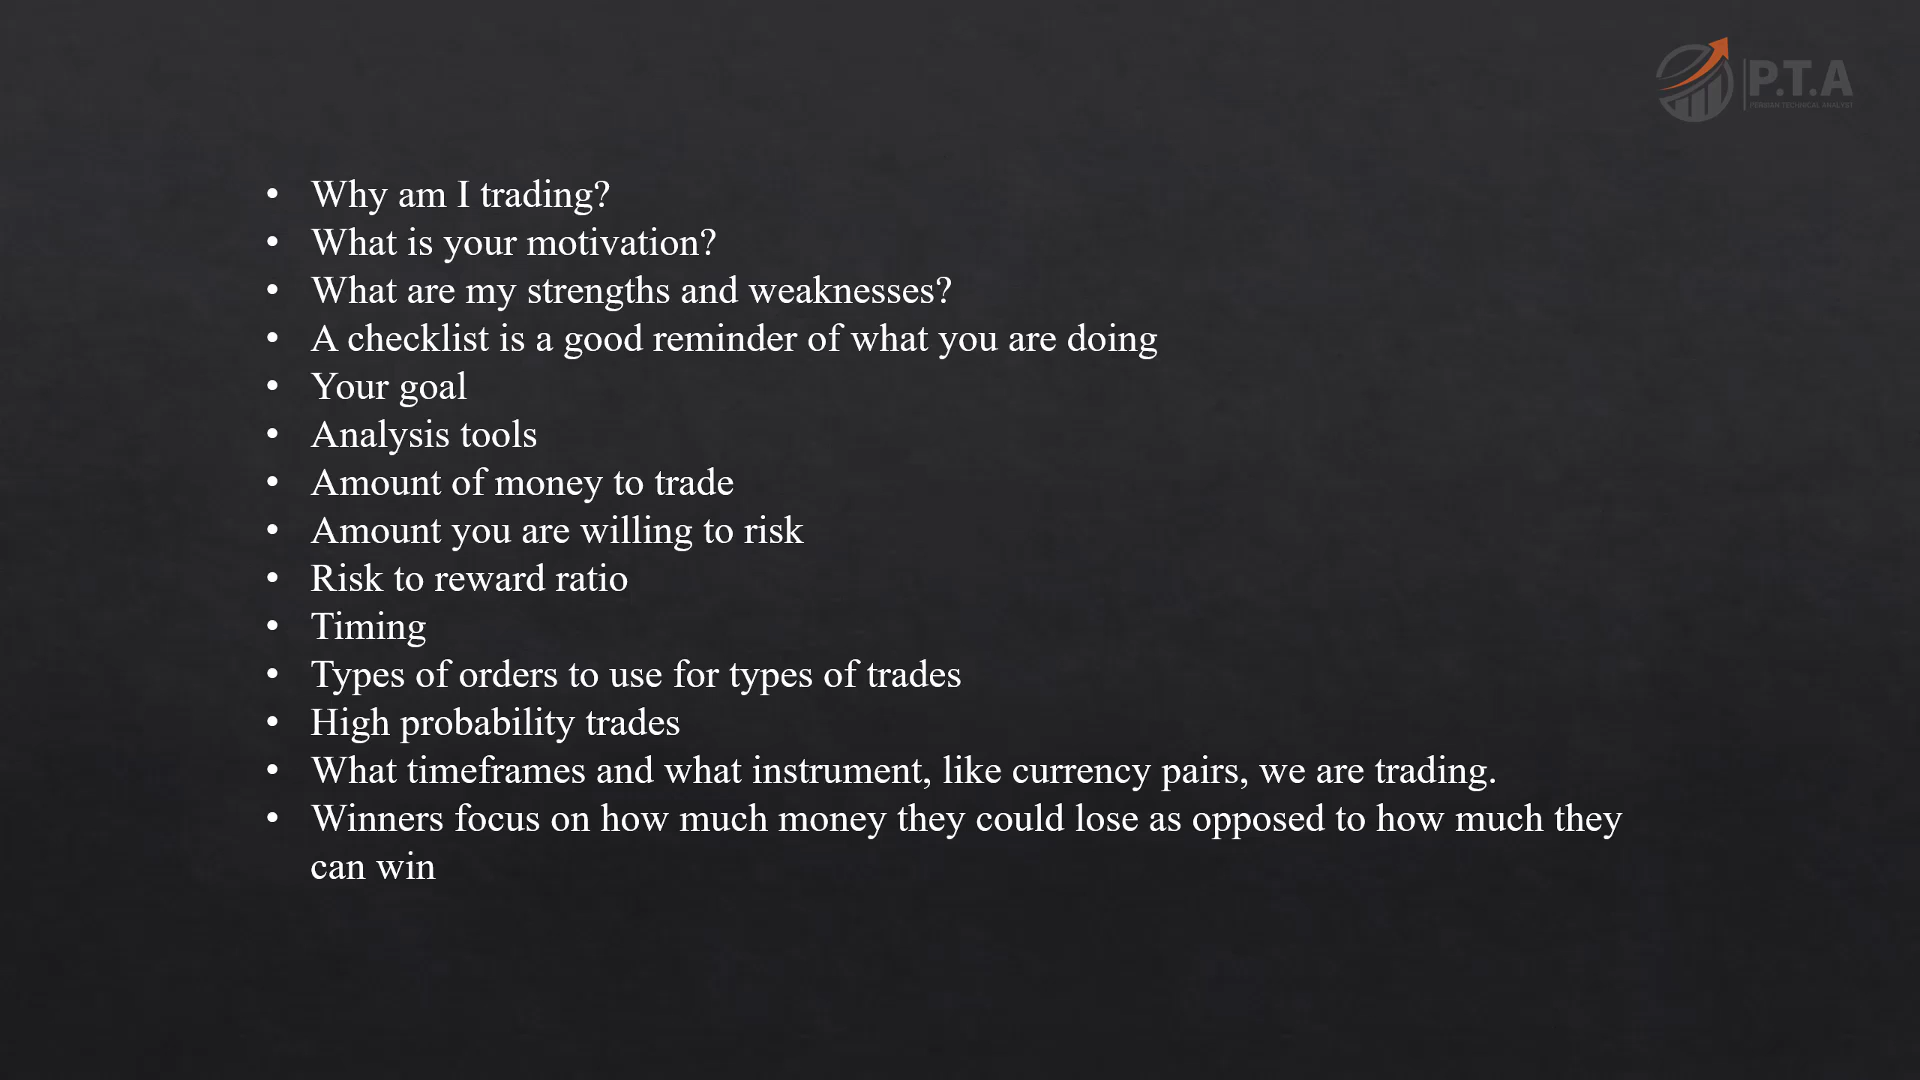 P.T.A
PERSIAN TECHNICAL ANALYST
• Why am I trading?
• What is your motivation?
• What are my strengths and weaknesses?
• A checklist is a good reminder of what you are doing
• Your goal
• Analysis tools
• Amount of money to trade
• Amount you are willing to risk
• Risk to reward ratio
• Timing
• Types of orders to use for types of trades
• High probability trades
• What timeframes and what instrument, like currency pairs, we are trading.
• Winners focus on how much money they could lose as opposed to how much they
can win